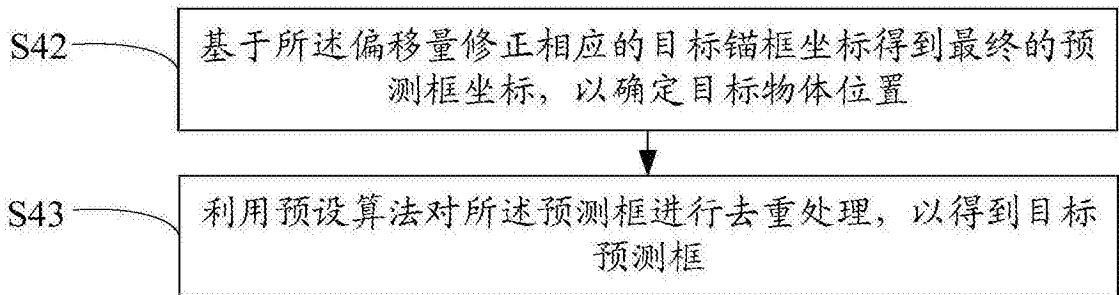 S42
基于所述偏移量修正相应的目标锚框坐标得到最终的预
测框坐标，以确定目标物体位置
S43
利用预设算法对所述预测框进行去重处理，以得到目标
预测框